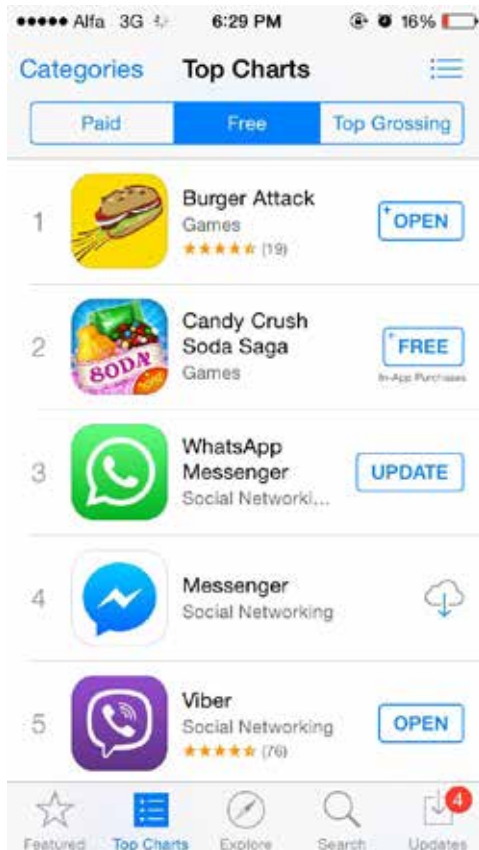 Alfa 3G 6:29 PM 16%
Categories Top Charts
Paid Free Top Grossing
1 Burger Attack
Games
(19)
+ OPEN
2 SODA
Candy Crush
Soda Saga
Games
+ FREE
In-App Purchases
3 WhatsApp
Messenger
Social Networki...
UPDATE
4 Messenger
Social Networking
5 Viber
Social Networking
(76)
OPEN
4
Featured Top Charts Explore Search Updates